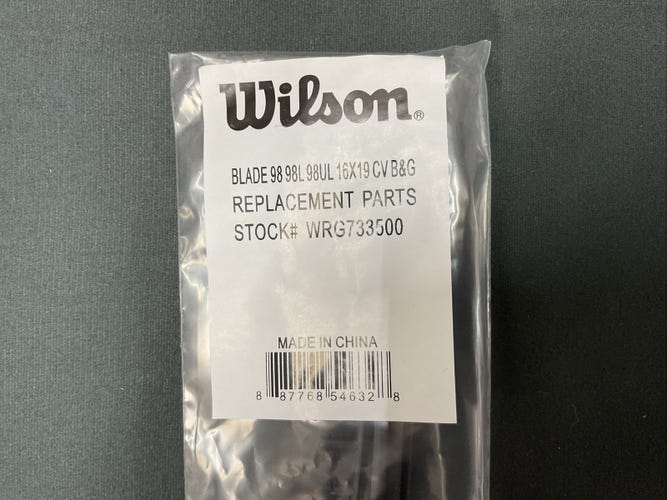 Wilson®
BLADE 98 98L 98UL 16X19 CV B&G
REPLACEMENT PARTS
STOCK# WRG733500
MADE IN CHINA
8 87768 54632 8